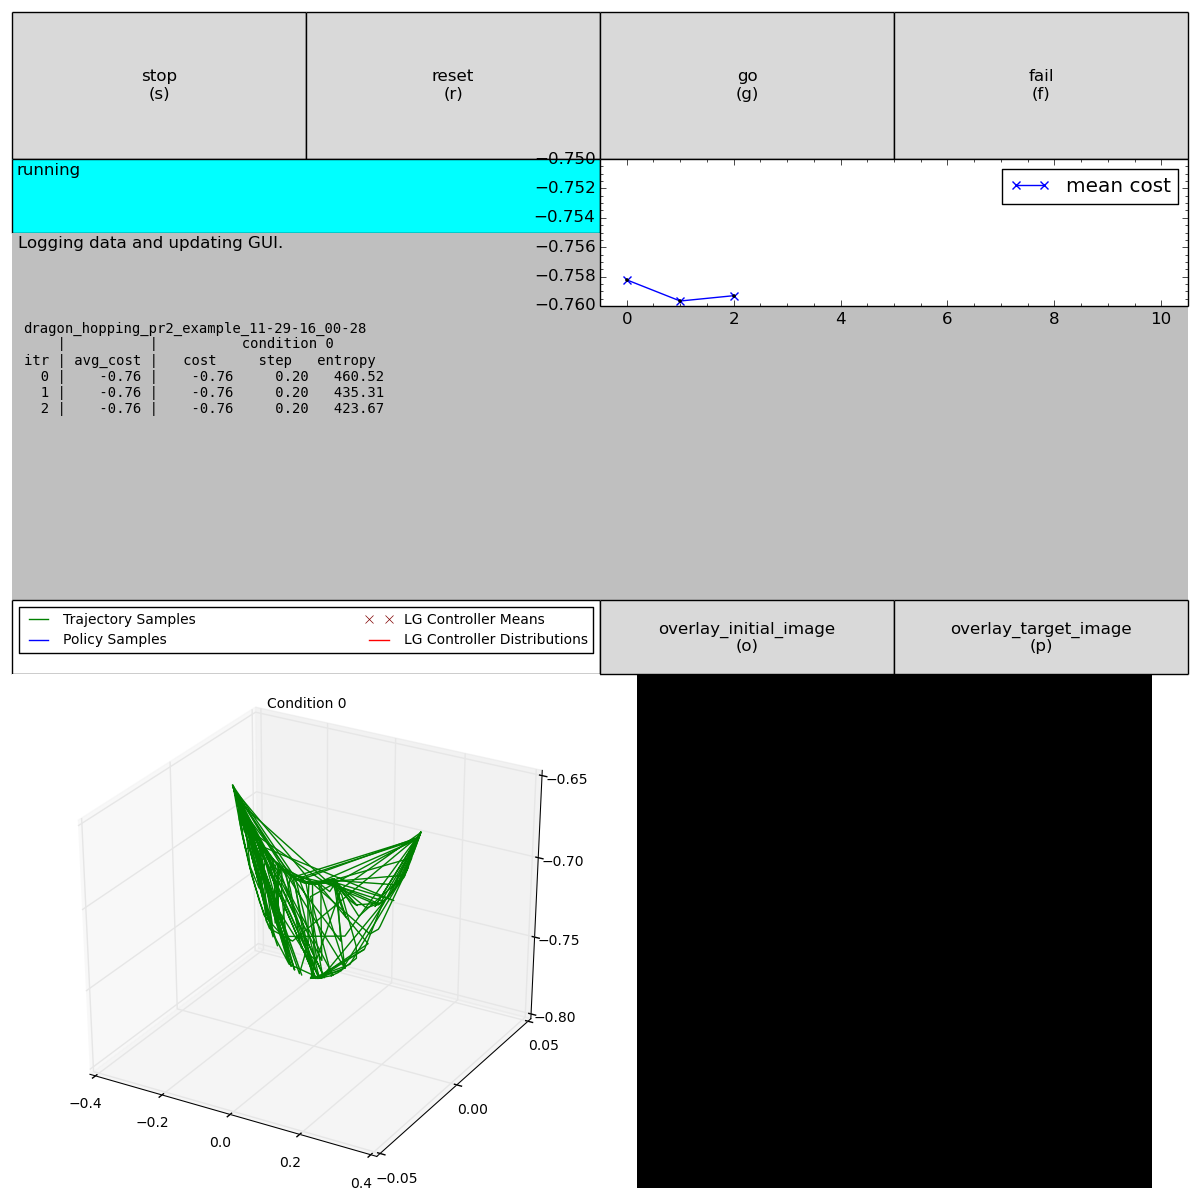 stop
(s)
reset
(r)
go
(g)
fail
(f)
running
Logging data and updating GUI.
−0.750
−0.752
−0.754
−0.756
−0.758
−0.760
mean cost
0 2 4 6 8 10
dragon_hopping_pr2_example_11-29-16_00-28
| | condition 0
itr | avg_cost | cost step entropy
0 | -0.76 | -0.76 0.20 460.52
1 | -0.76 | -0.76 0.20 435.31
2 | -0.76 | -0.76 0.20 423.67
Trajectory Samples
Policy Samples
LG Controller Means
LG Controller Distributions
overlay_initial_image
(o)
overlay_target_image
(p)
Condition 0
−0.65
−0.70
−0.75
−0.80
0.05
0.00
−0.05
−0.4
−0.2
0.0
0.2
0.4